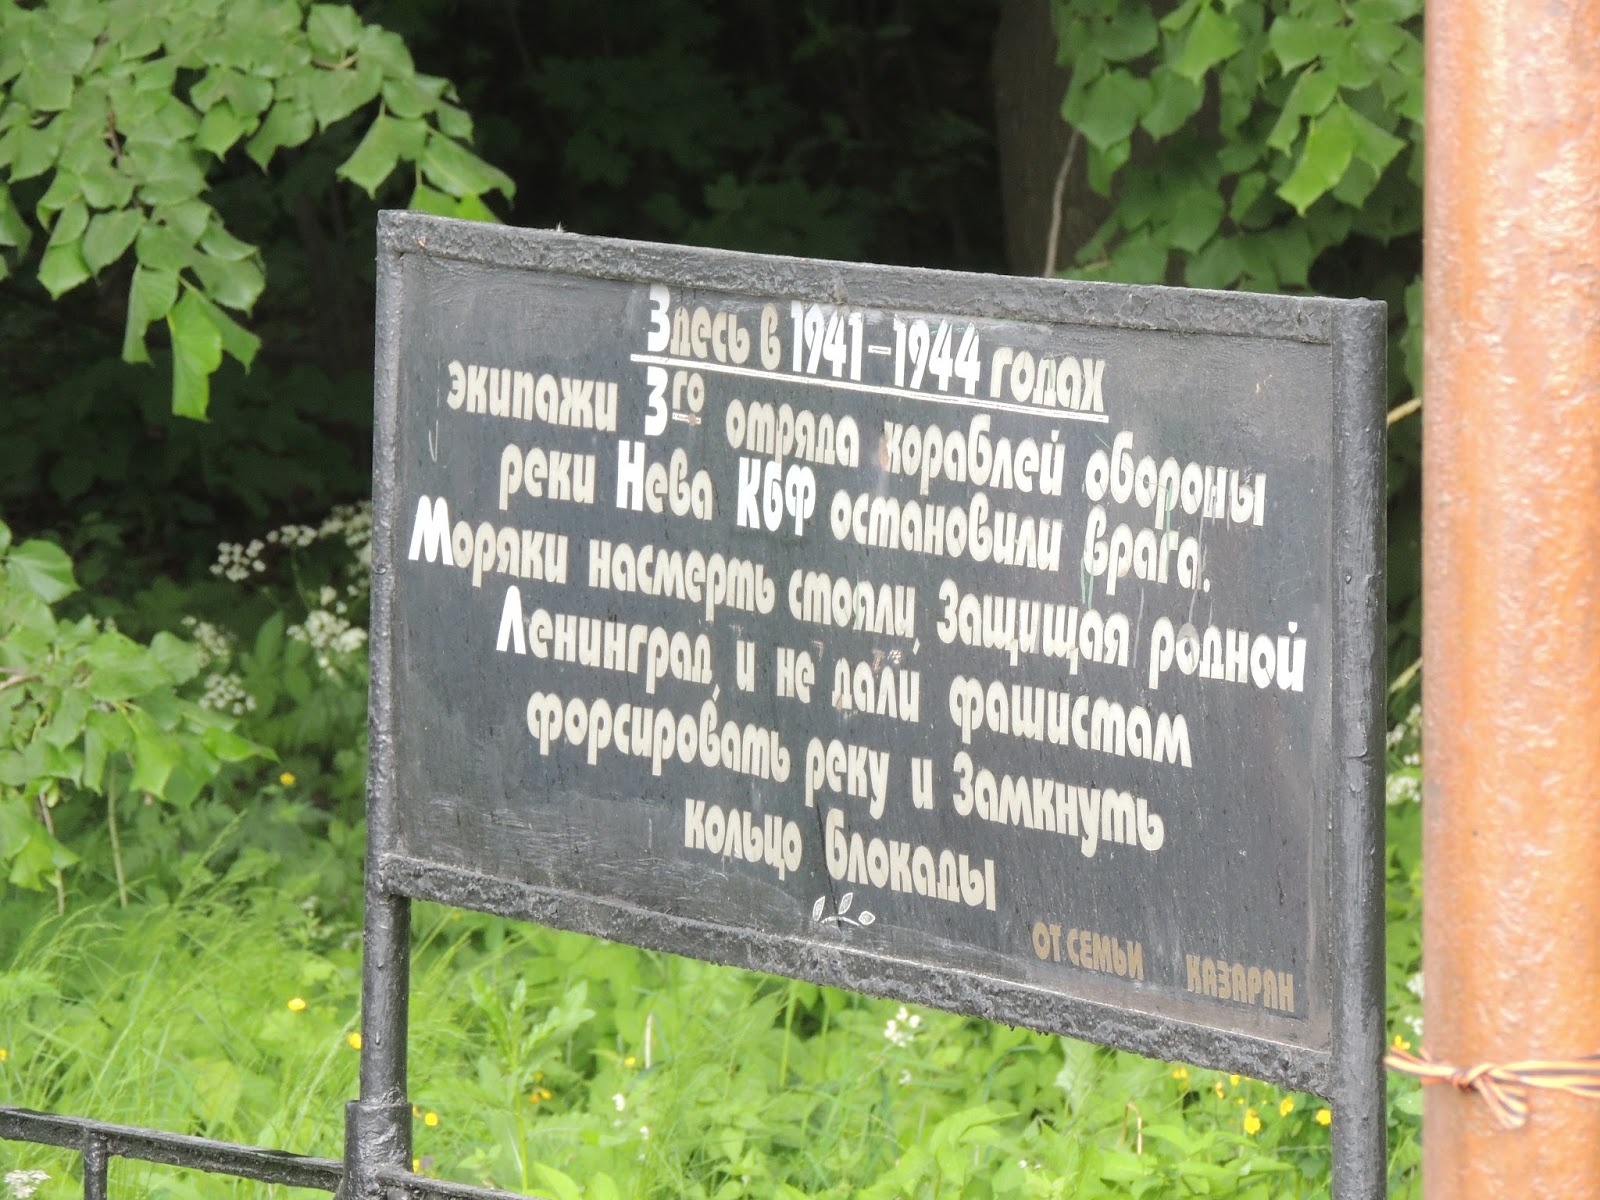 Здесь в 1941-1944 годах
экипажи 3го отряда кораблей обороны
реки Нева КБФ остановили врага.
Моряки насмерть стояли, защищая родной
Ленинград, и не дали фашистам
форсировать реку и замкнуть
кольцо блокады
ОТ СЕМЬИ КАЗАРЯН